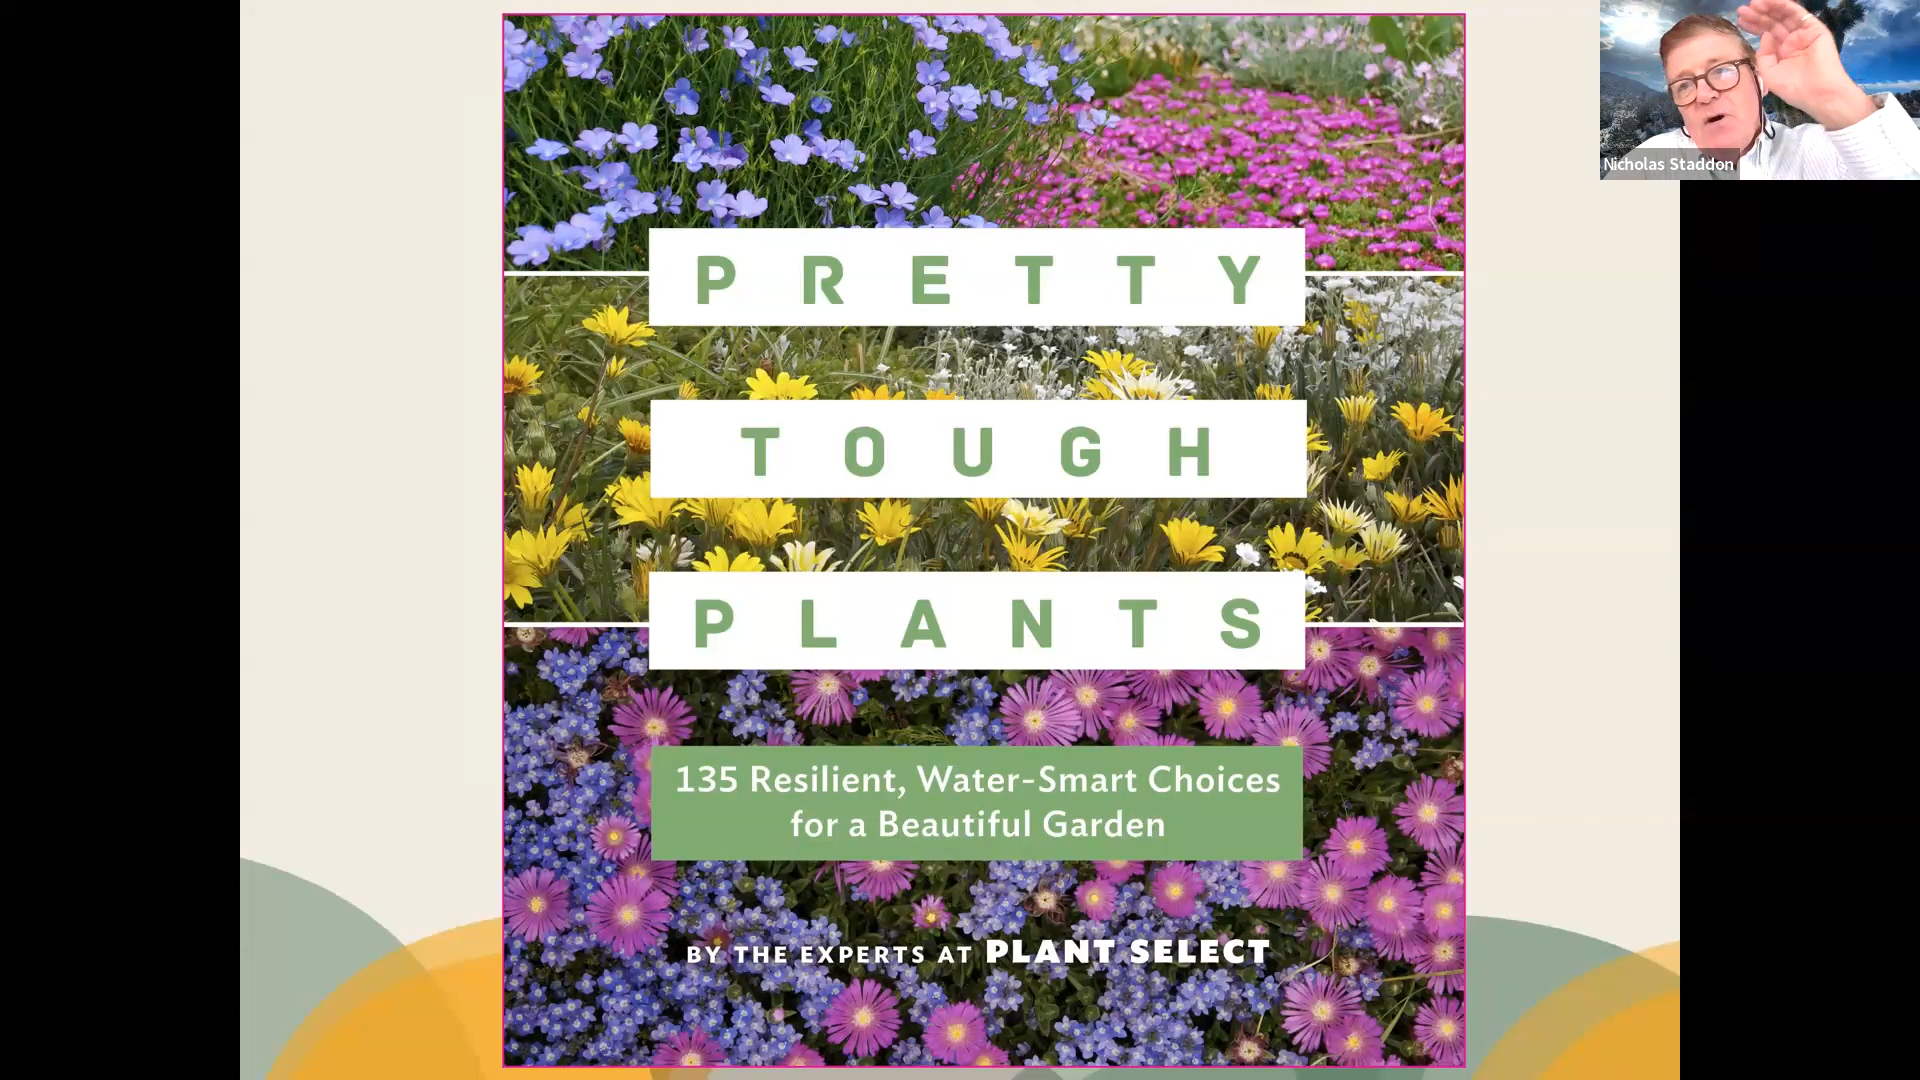 PRETTY
TOUGH
PLANTS
135 Resilient, Water-Smart Choices
for a Beautiful Garden
BY THE EXPERTS AT PLANT SELECT
Nicholas Staddon